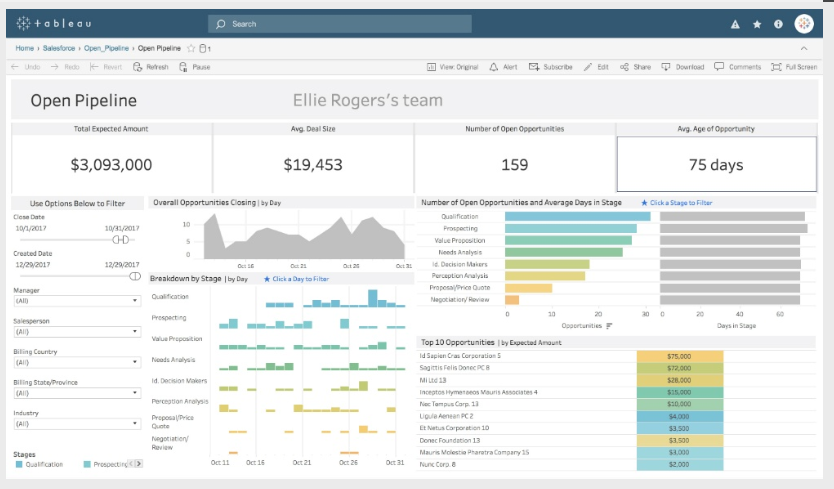 tableau
Search
Home › Salesforce › Open_Pipeline › Open Pipeline 1
Undo Redo Revert Refresh Pause View: Original Alert Subscribe Edit Share Download Comments Full Screen
Open Pipeline Ellie Rogers's team
Total Expected Amount Avg. Deal Size Number of Open Opportunities Avg. Age of Opportunity
$3,093,000 $19,453 159 75 days
Use Options Below to Filter
Close Date
10/1/2017 10/31/2017
Created Date
12/29/2017 12/29/2017
Manager
(All)
Salesperson
(All)
Billing Country
(All)
Billing State/Province
(All)
Industry
(All)
Stages
Qualification Prospecting
Overall Opportunities Closing | by Day
10
5
0
Oct 16 Oct 21 Oct 26 Oct 31
Breakdown by Stage | by Day ★ Click a Day to Filter
Qualification
Prospecting
Value Proposition
Needs Analysis
Id. Decision Makers
Perception Analysis
Proposal/Price
Quote
Negotiation/
Review
Oct 11 Oct 16 Oct 21 Oct 26 Oct 31
Number of Open Opportunities and Average Days in Stage ★ Click a Stage to Filter
Qualification
Prospecting
Value Proposition
Needs Analysis
Id. Decision Makers
Perception Analysis
Proposal/Price Quote
Negotiation/ Review
0 10 20 30 0 20 40 60
Opportunities Days in Stage
Top 10 Opportunities | by Expected Amount
Id Sapien Cras Corporation 5 $75,000
Sagittis Felis Donec PC 8 $72,000
Mi Ltd 13 $28,000
Inceptos Hymenaeos Mauris Associates 4 $15,000
Nec Tempus Corp. 13 $10,000
Ligula Aenean PC 2 $4,000
Et Netus Corporation 10 $3,500
Donec Foundation 13 $3,500
Mauris Molestie Pharetra Company 15 $3,000
Nunc Corp. 8 $2,000